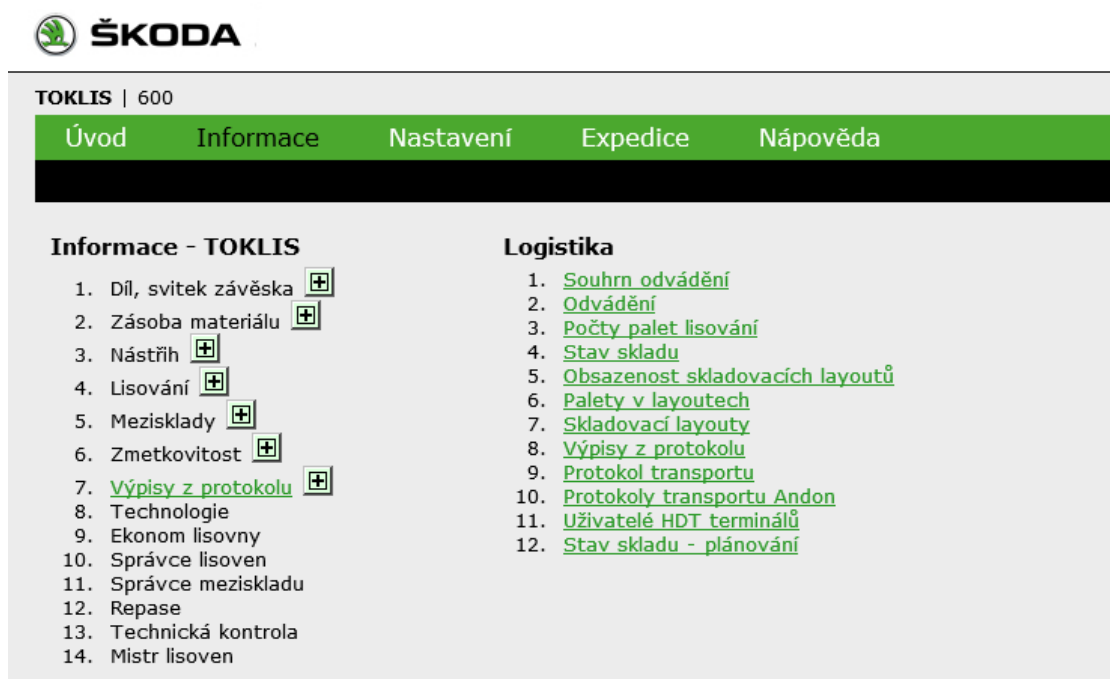 ŠKODA
TOKLIS | 600
Úvod Informace Nastavení Expedice Nápověda
Informace - TOKLIS
1. Díl, svitek závěska
2. Zásoba materiálu
3. Nástřih
4. Lisování
5. Mezisklady
6. Zmetkovitost
7. Výpisy z protokolu
8. Technologie
9. Ekonom lisovny
10. Správce lisoven
11. Správce meziskladu
12. Repase
13. Technická kontrola
14. Mistr lisoven
Logistika
1. Souhrn odvádění
2. Odvádění
3. Počty palet lisování
4. Stav skladu
5. Obsazenost skladovacích layoutů
6. Palety v layoutech
7. Skladovací layouty
8. Výpisy z protokolu
9. Protokol transportu
10. Protokoly transportu Andon
11. Uživatelé HDT terminálů
12. Stav skladu - plánování